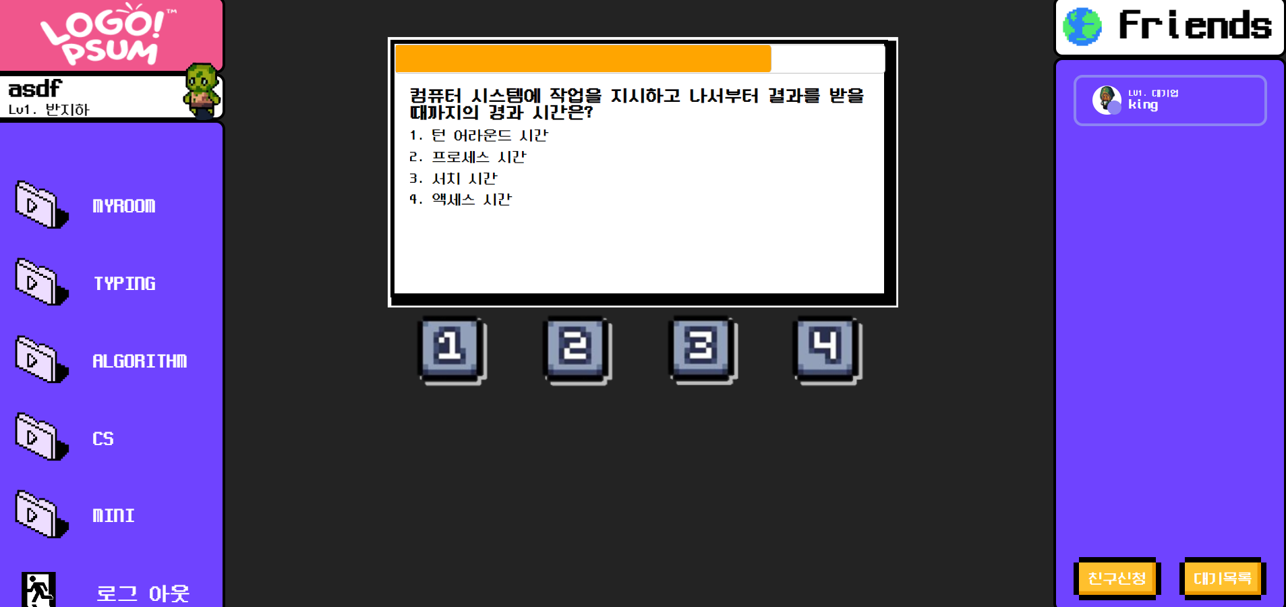 LOGO!™
PSUM
asdf
Lv1. 반지하
MYROOM
TYPING
ALGORITHM
CS
MINI
로그 아웃
컴퓨터 시스템에 작업을 지시하고 나서부터 결과를 받을
때까지의 경과 시간은?
1. 턴 어라운드 시간
2. 프로세스 시간
3. 서치 시간
4. 액세스 시간
1 2 3 4
Friends
Lv1. 대기업
king
친구신청 대기목록